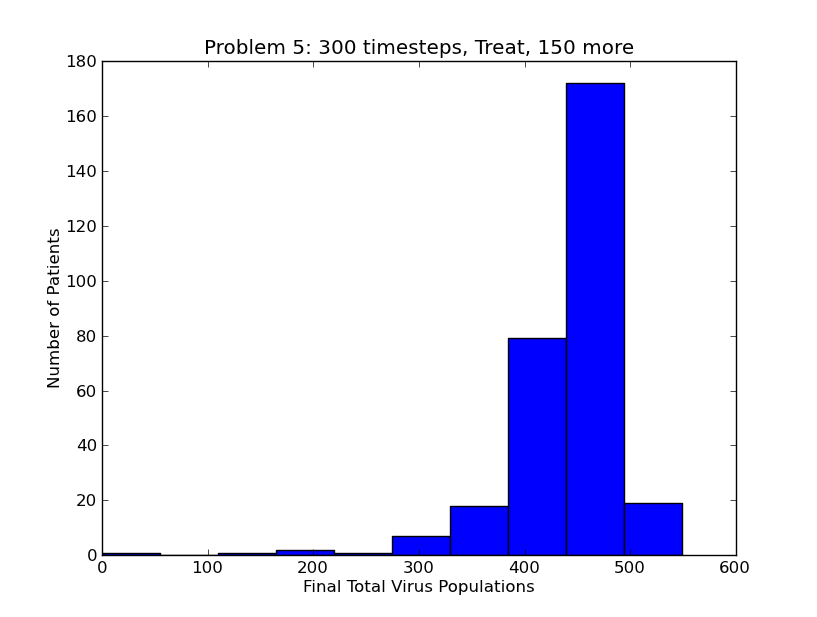 Problem 5: 300 timesteps, Treat, 150 more
180
160
140
120
100
80
60
40
20
0
Number of Patients
0 100 200 300 400 500 600
Final Total Virus Populations